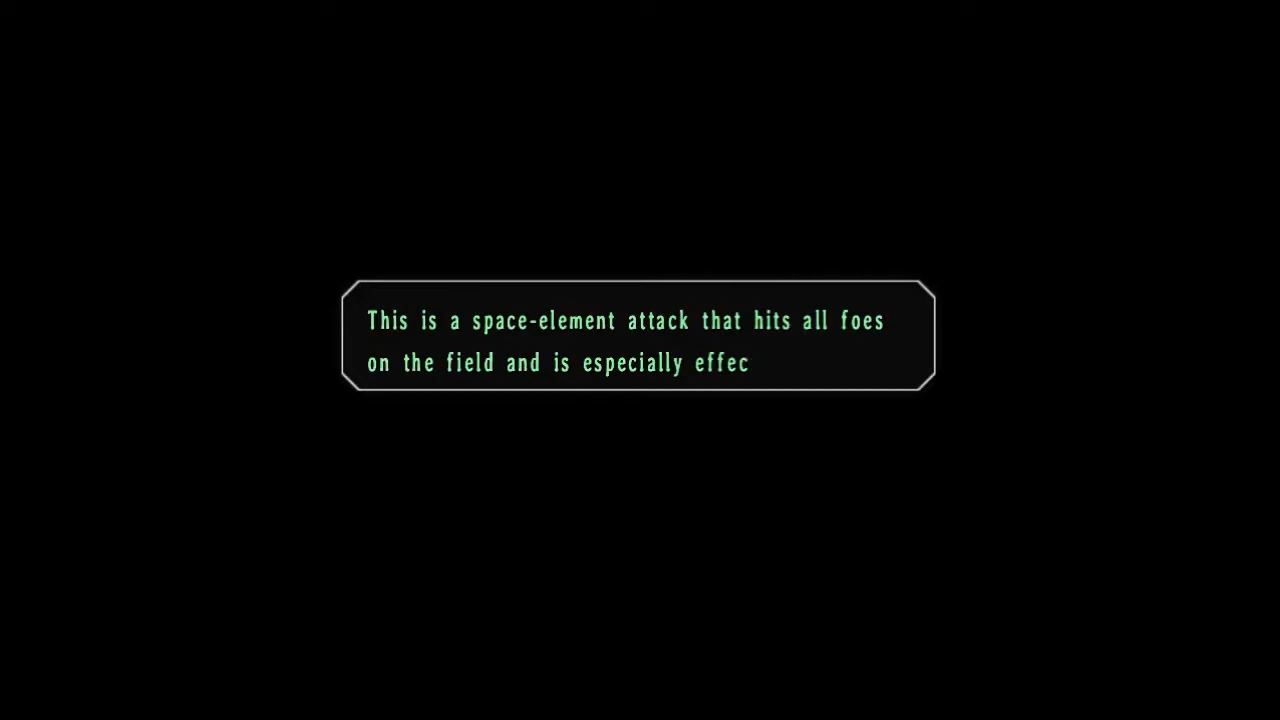 This is a space-element attack that hits all foes
on the field and is especially effec